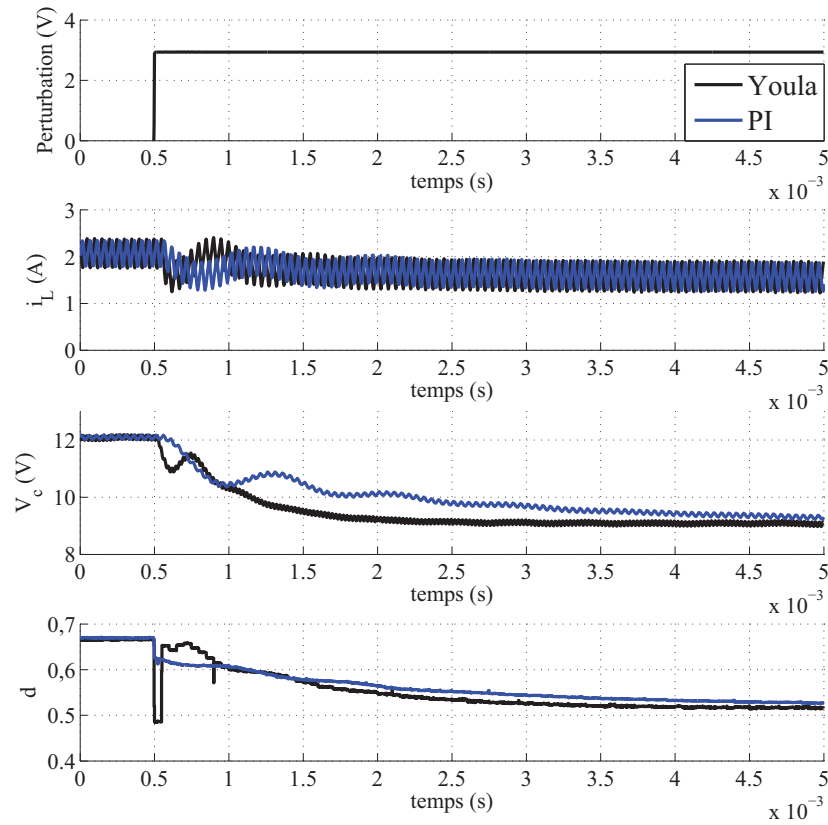 Perturbation (V)
4
2
0
Youla
PI
0 0.5 1 1.5 2 2.5 3 3.5 4 4.5 5
temps (s)
x 10⁻³
i_L (A)
3
2
1
0
0 0.5 1 1.5 2 2.5 3 3.5 4 4.5 5
temps (s)
x 10⁻³
V_c (V)
12
10
8
0 0.5 1 1.5 2 2.5 3 3.5 4 4.5 5
temps (s)
x 10⁻³
d
0,7
0,6
0.5
0.4
0 0.5 1 1.5 2 2.5 3 3.5 4 4.5 5
temps (s)
x 10⁻³